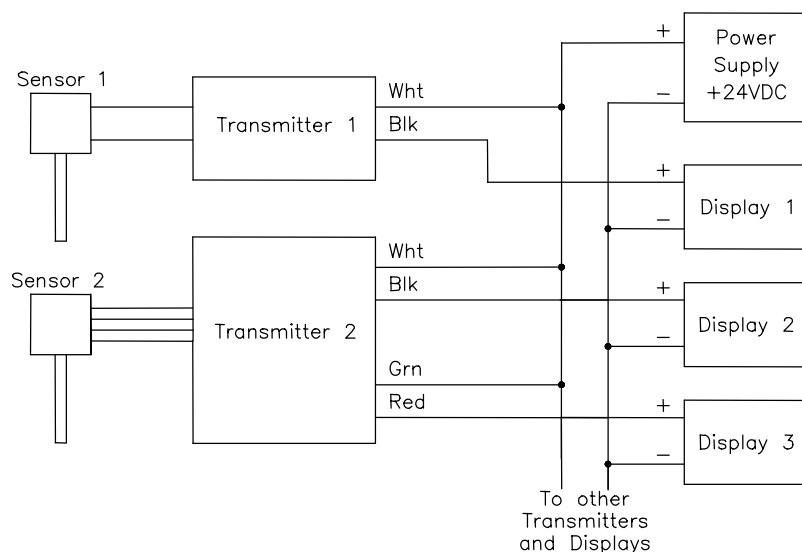 Sensor 1
Transmitter 1
Wht
Blk
+
Power
Supply
+24VDC
−
+
Display 1
−
Sensor 2
Transmitter 2
Wht
Blk
Grn
Red
+
Display 2
−
+
Display 3
−
To other
Transmitters
and Displays